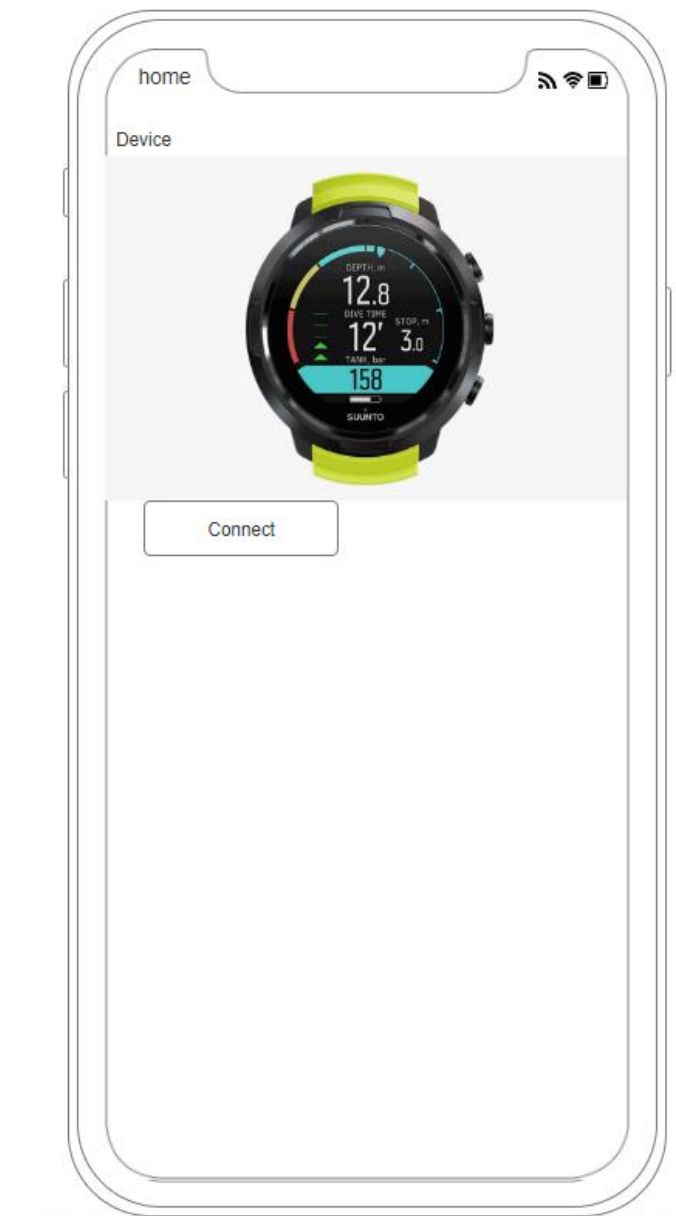 home
Device
DEPTH, m
12.8
DIVE TIME
12'
STOP, m
3.0
TANK, bar
158
SUUNTO
Connect